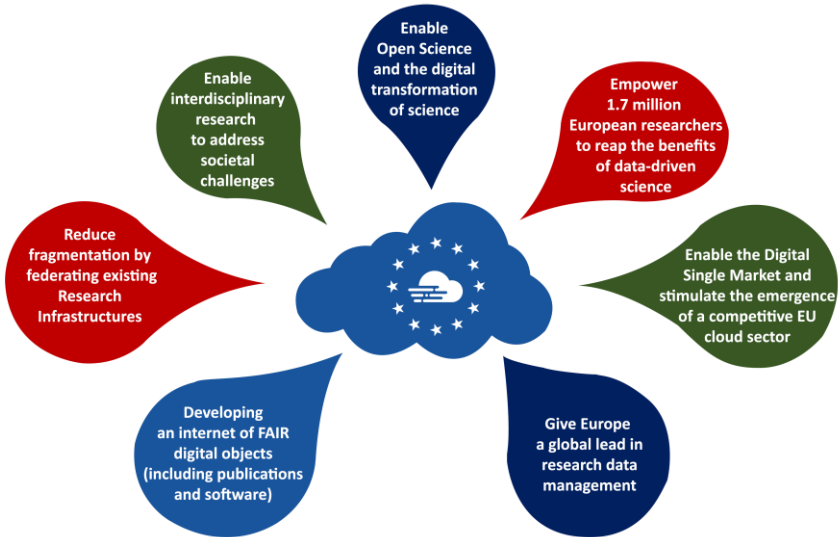 Enable
Open Science
and the digital
transformation
of science
Enable
interdisciplinary
research
to address
societal
challenges
Empower
1.7 million
European researchers
to reap the benefits
of data-driven
science
Reduce
fragmentation by
federating existing
Research
Infrastructures
Enable the Digital
Single Market and
stimulate the emergence
of a competitive EU
cloud sector
Developing
an internet of FAIR
digital objects
(including publications
and software)
Give Europe
a global lead in
research data
management